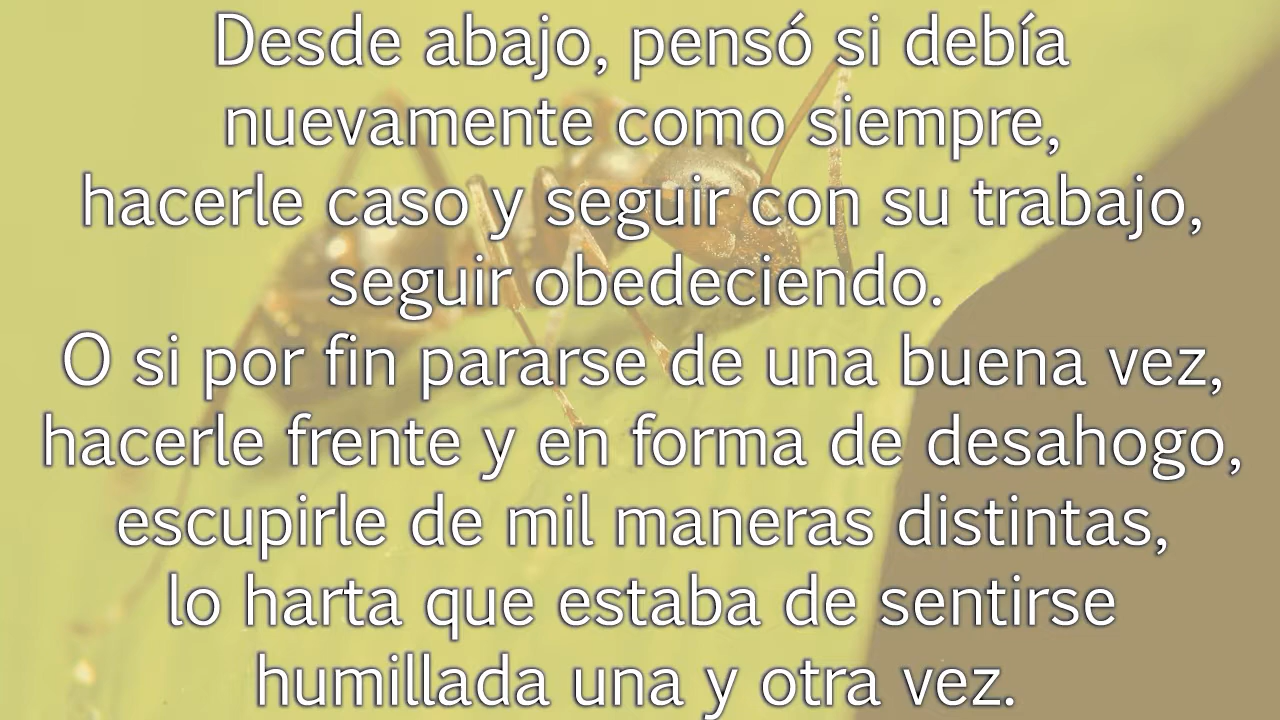 Desde abajo, pensó si debía
nuevamente como siempre,
hacerle caso y seguir con su trabajo,
seguir obedeciendo.
O si por fin pararse de una buena vez,
hacerle frente y en forma de desahogo,
escupirle de mil maneras distintas,
lo harta que estaba de sentirse
humillada una y otra vez.